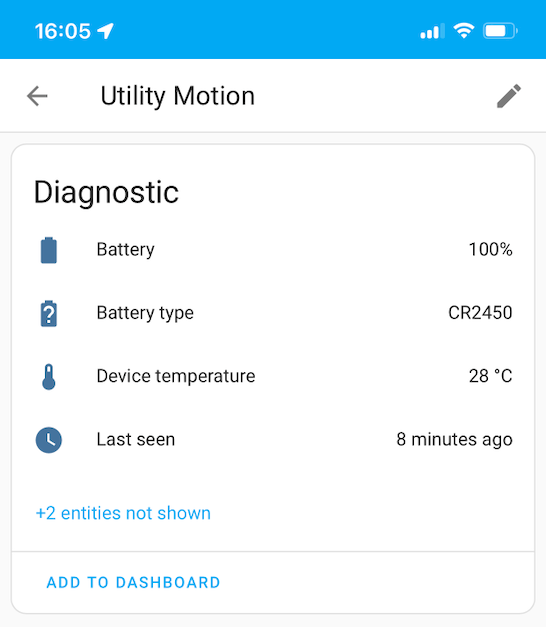 16:05
Utility Motion
Diagnostic
Battery 100%
Battery type CR2450
Device temperature 28 °C
Last seen 8 minutes ago
+2 entities not shown
ADD TO DASHBOARD